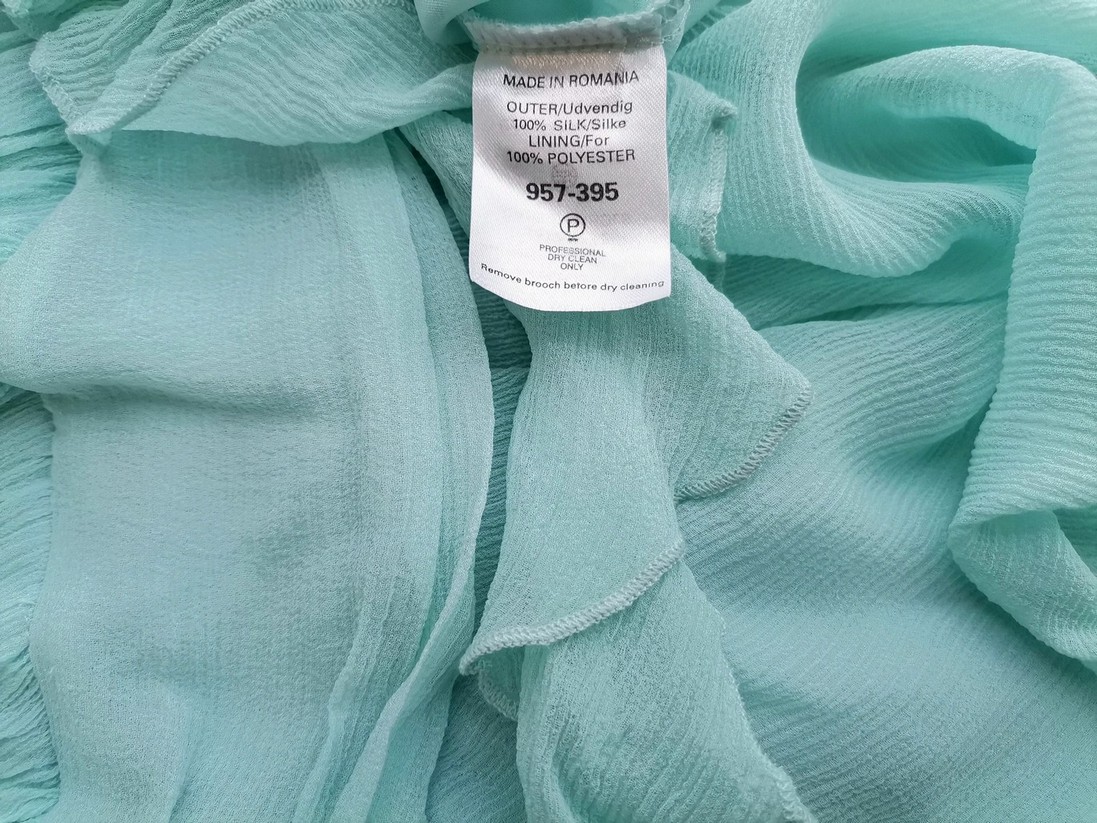 MADE IN ROMANIA
OUTER/Udvendig
100% SILK/Silke
LINING/For
100% POLYESTER
957-395
P
PROFESSIONAL
DRY CLEAN
ONLY
Remove brooch before dry cleaning